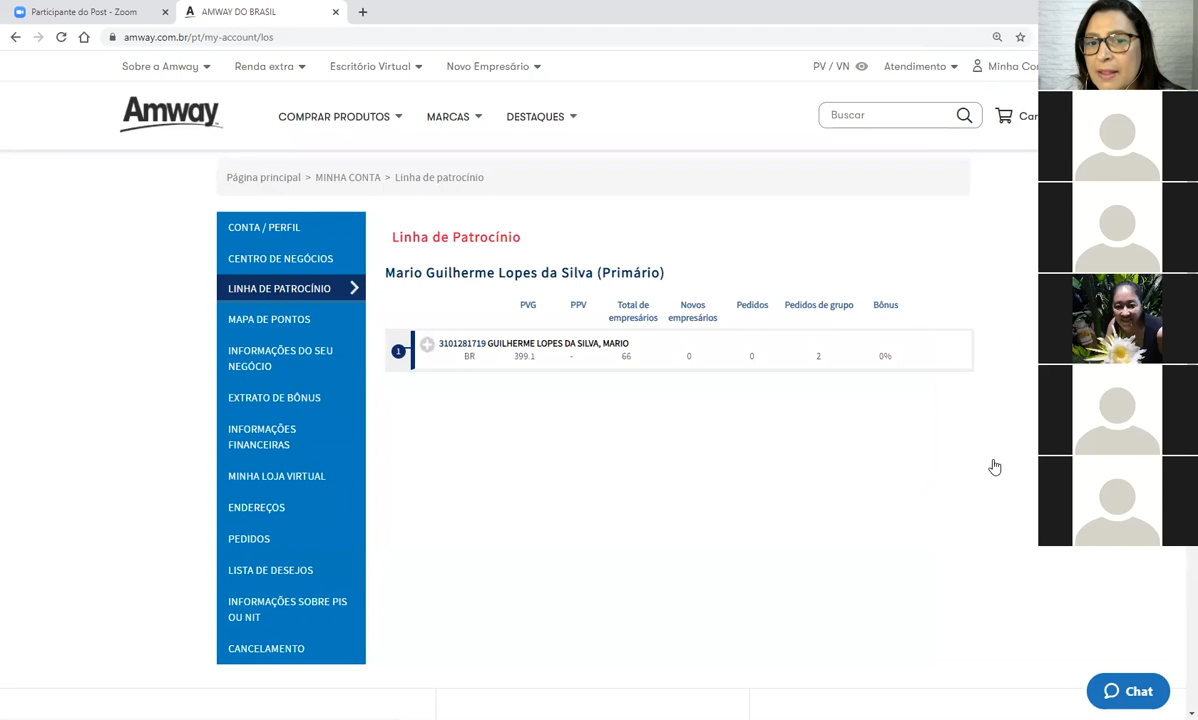 Participante do Post - Zoom
AMWAY DO BRASIL
amway.com.br/pt/my-account/los
Sobre a Amway
Renda extra
Escritório Virtual
Novo Empresário
PV / VN
Atendimento
Minha Con
Amway
COMPRAR PRODUTOS
MARCAS
DESTAQUES
Buscar
Car
Página principal > MINHA CONTA > Linha de patrocínio
CONTA / PERFIL
CENTRO DE NEGÓCIOS
LINHA DE PATROCÍNIO
MAPA DE PONTOS
INFORMAÇÕES DO SEU
NEGÓCIO
EXTRATO DE BÔNUS
INFORMAÇÕES
FINANCEIRAS
MINHA LOJA VIRTUAL
ENDEREÇOS
PEDIDOS
LISTA DE DESEJOS
INFORMAÇÕES SOBRE PIS
OU NIT
CANCELAMENTO
Linha de Patrocínio
Mario Guilherme Lopes da Silva (Primário)
PVG PPV Total de empresários Novos empresários Pedidos Pedidos de grupo Bônus
1
3101281719 GUILHERME LOPES DA SILVA, MARIO
BR 399.1 - 66 0 0 2 0%
Chat